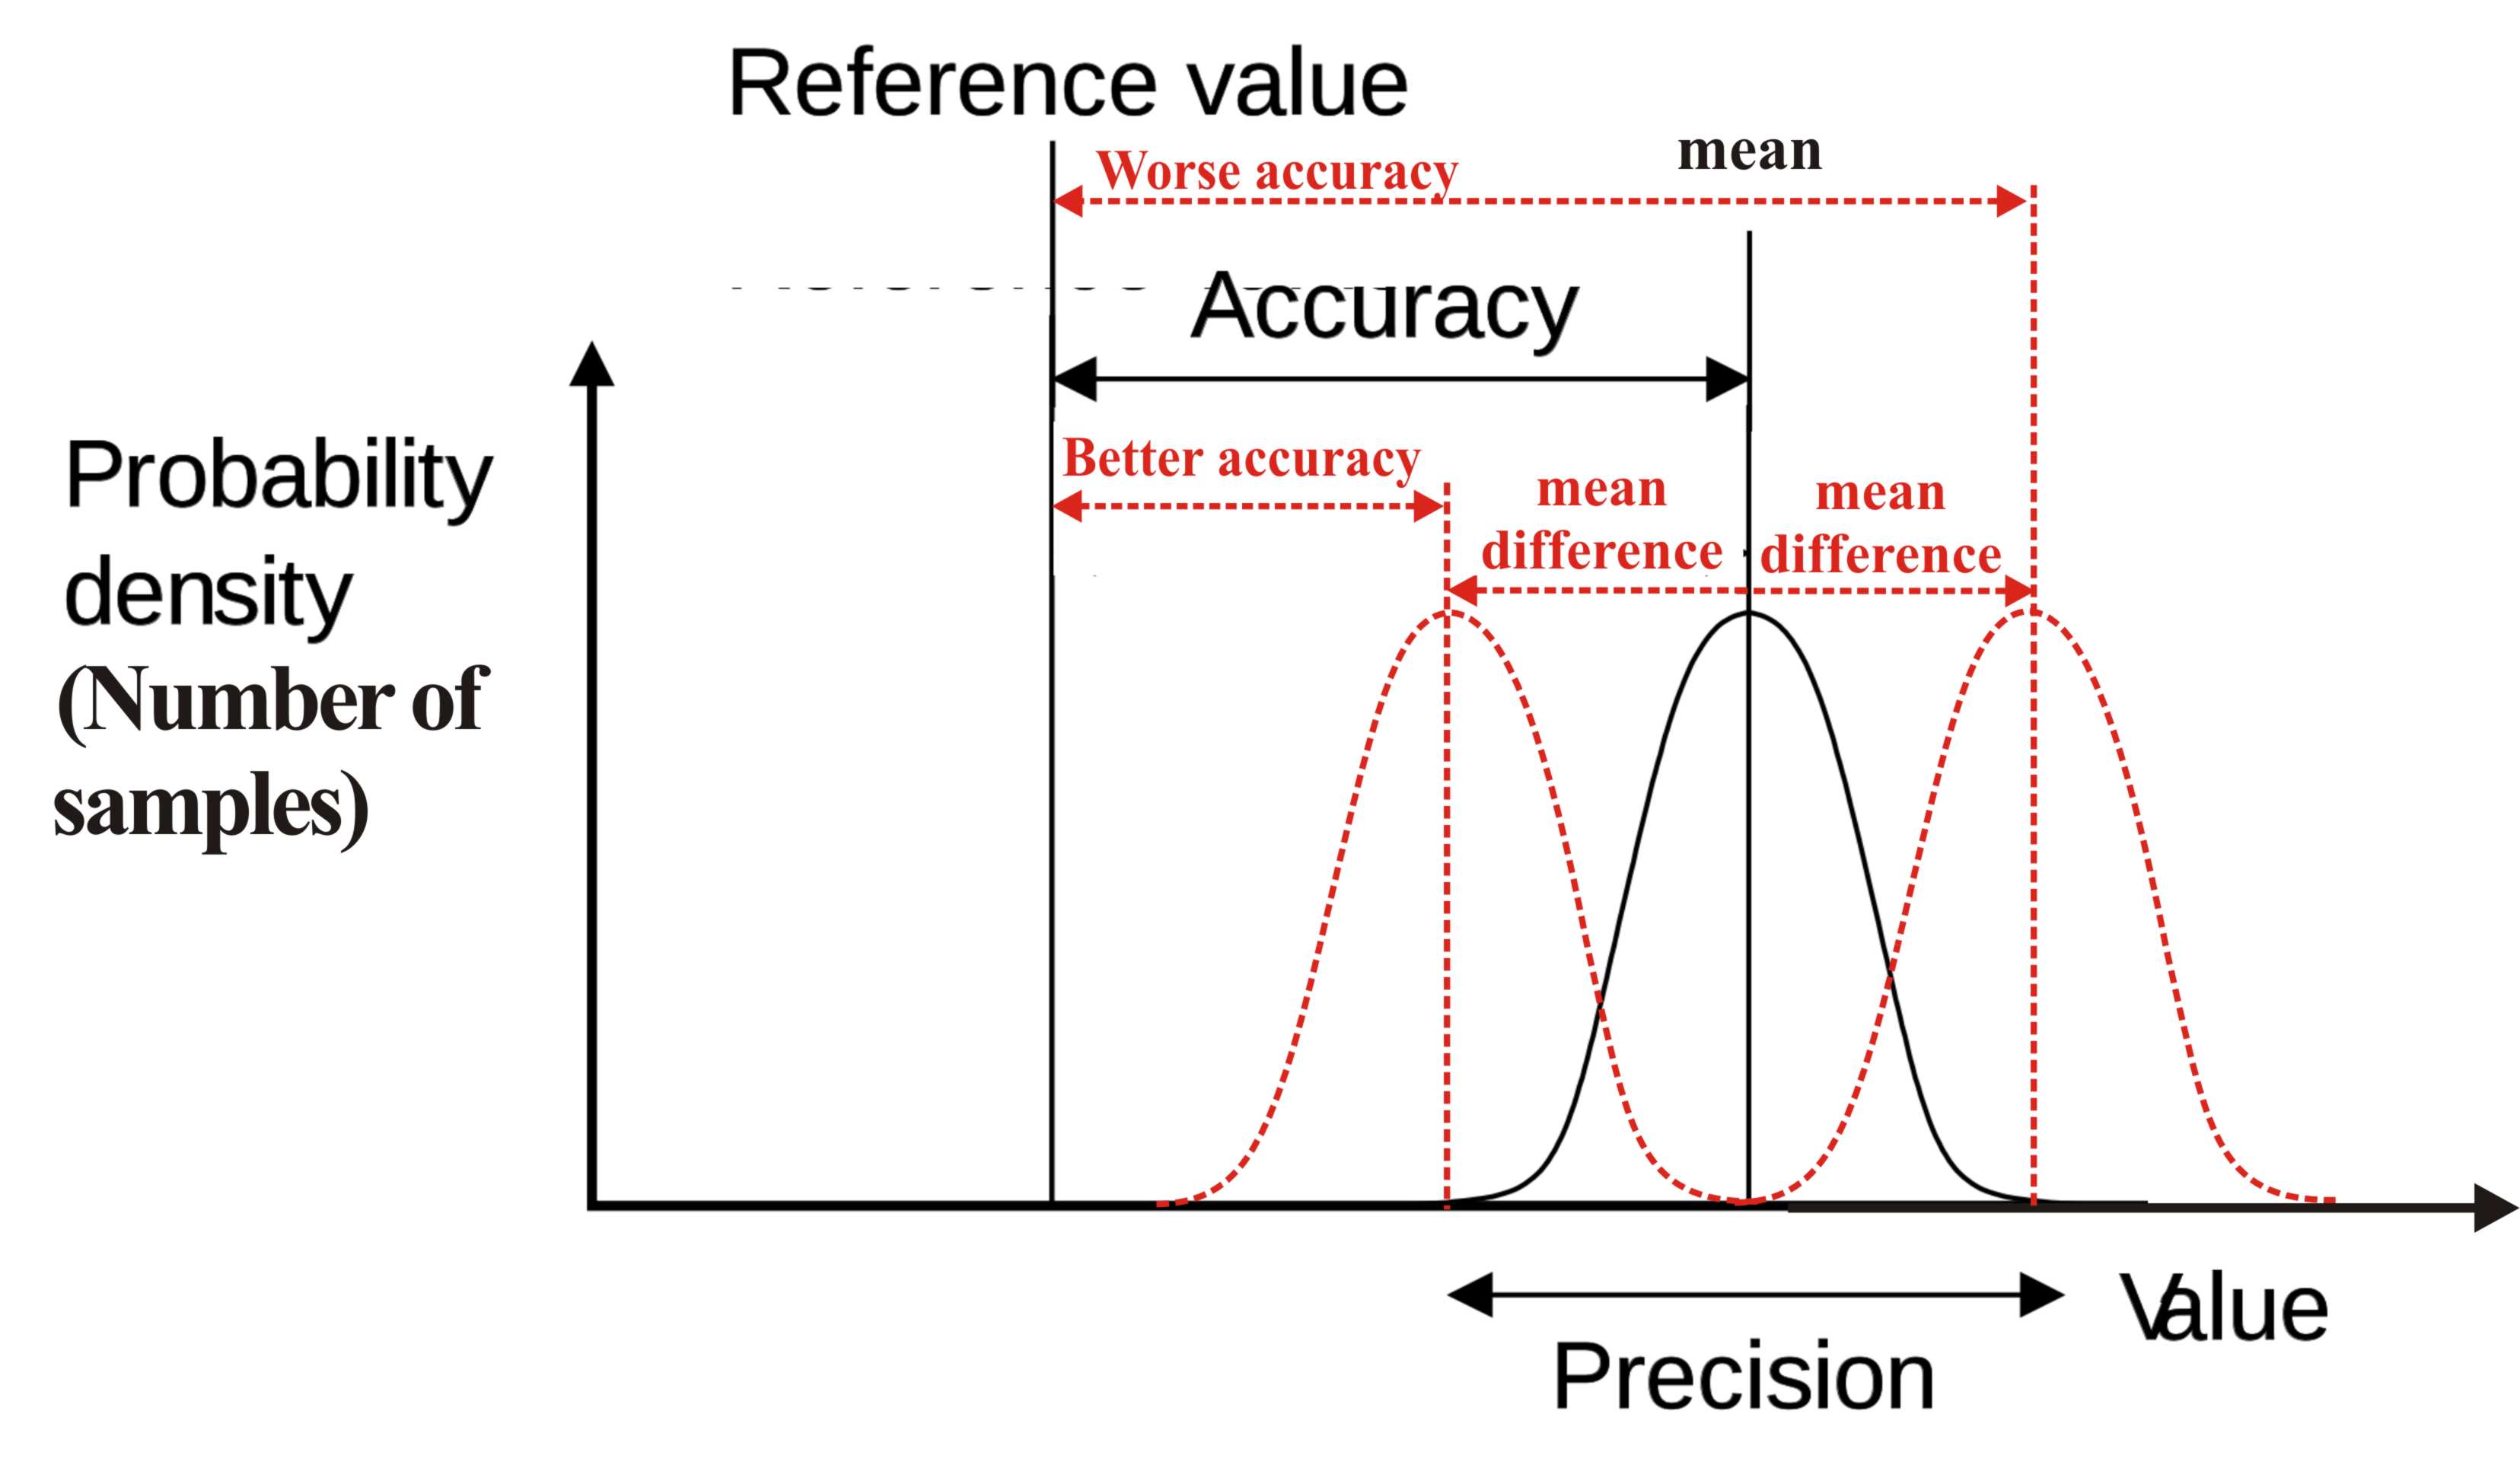 Reference value
Worse accuracy
mean
Accuracy
Better accuracy
mean
difference
mean
difference
Probability
density
(Number of
samples)
Value
Precision